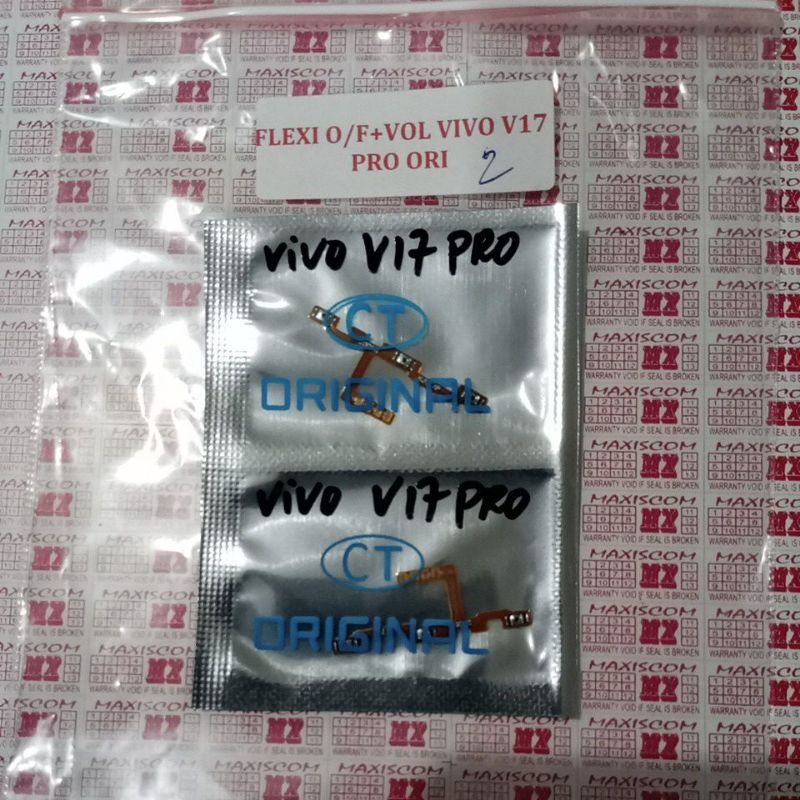 FLEXI O/F+VOL VIVO V17
PRO ORI 2
vivo V17 PRO
CT
ORIGINAL
vivo V17 PRO
CT
ORIGINAL
MAXISCOM
MX
WARRANTY VOID IF SEAL IS BROKEN